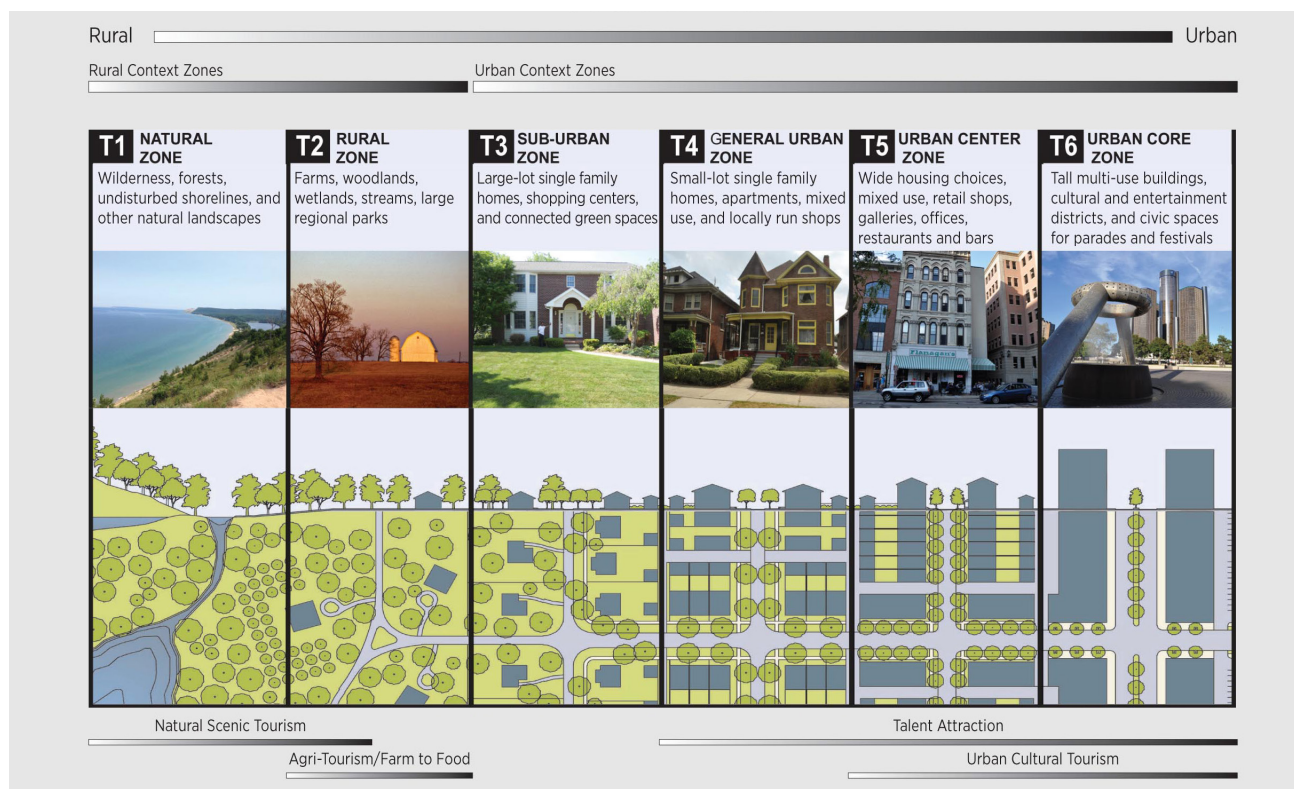 Rural
Urban
Rural Context Zones
Urban Context Zones
T1 NATURAL
ZONE
Wilderness, forests,
undisturbed shorelines, and
other natural landscapes
T2 RURAL
ZONE
Farms, woodlands,
wetlands, streams, large
regional parks
T3 SUB-URBAN
ZONE
Large-lot single family
homes, shopping centers,
and connected green spaces
T4 GENERAL URBAN
ZONE
Small-lot single family
homes, apartments, mixed
use, and locally run shops
T5 URBAN CENTER
ZONE
Wide housing choices,
mixed use, retail shops,
galleries, offices,
restaurants and bars
T6 URBAN CORE
ZONE
Tall multi-use buildings,
cultural and entertainment
districts, and civic spaces
for parades and festivals
Flanagan's
Natural Scenic Tourism
Talent Attraction
Agri-Tourism/Farm to Food
Urban Cultural Tourism